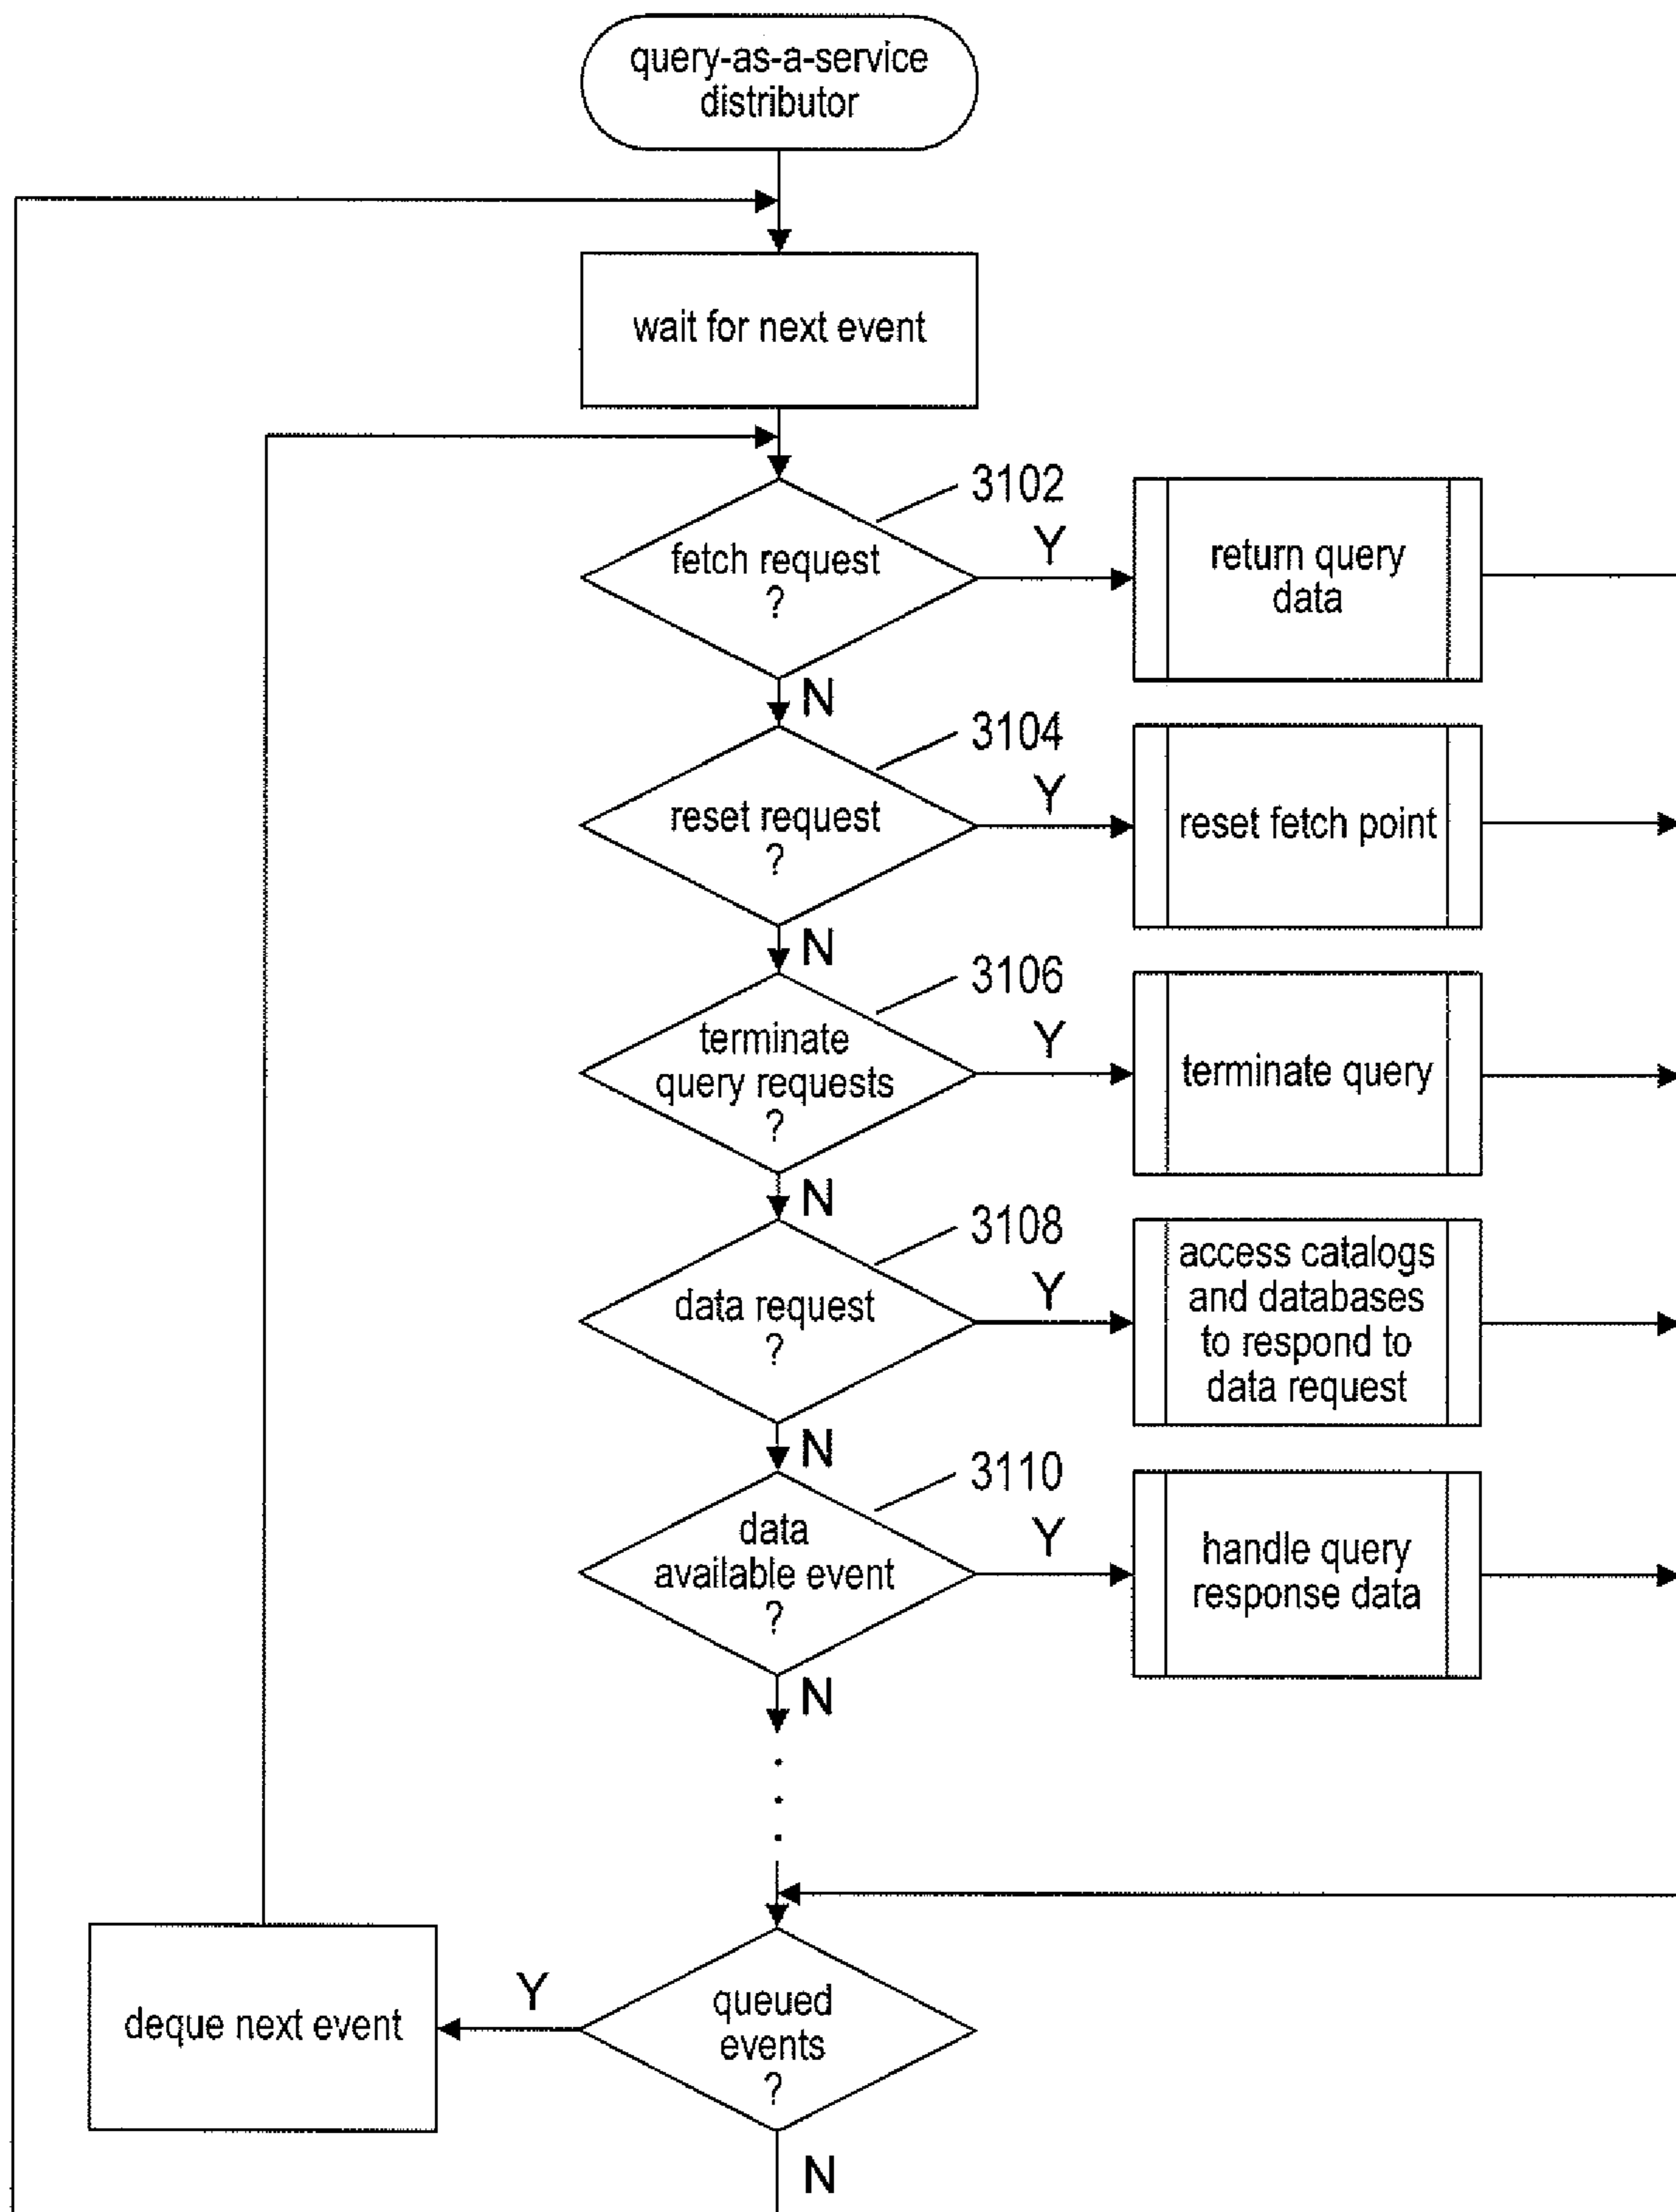 query-as-a-service
distributor
wait for next event
3102
fetch request
?
Y
return query
data
N
3104
reset request
?
Y
reset fetch point
N
3106
terminate
query requests
?
Y
terminate query
N
3108
data request
?
Y
access catalogs
and databases
to respond to
data request
N
3110
data
available event
?
Y
handle query
response data
N
deque next event
Y
queued
events
?
N